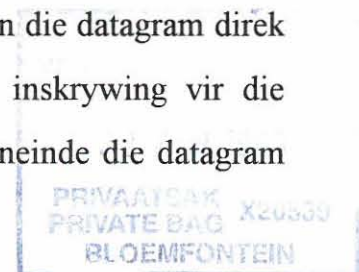 n die datagram direk
inskrywing vir die
neinde die datagram
PRIVAATSAK
PRIVATE BAG
BLOEMFONTEIN